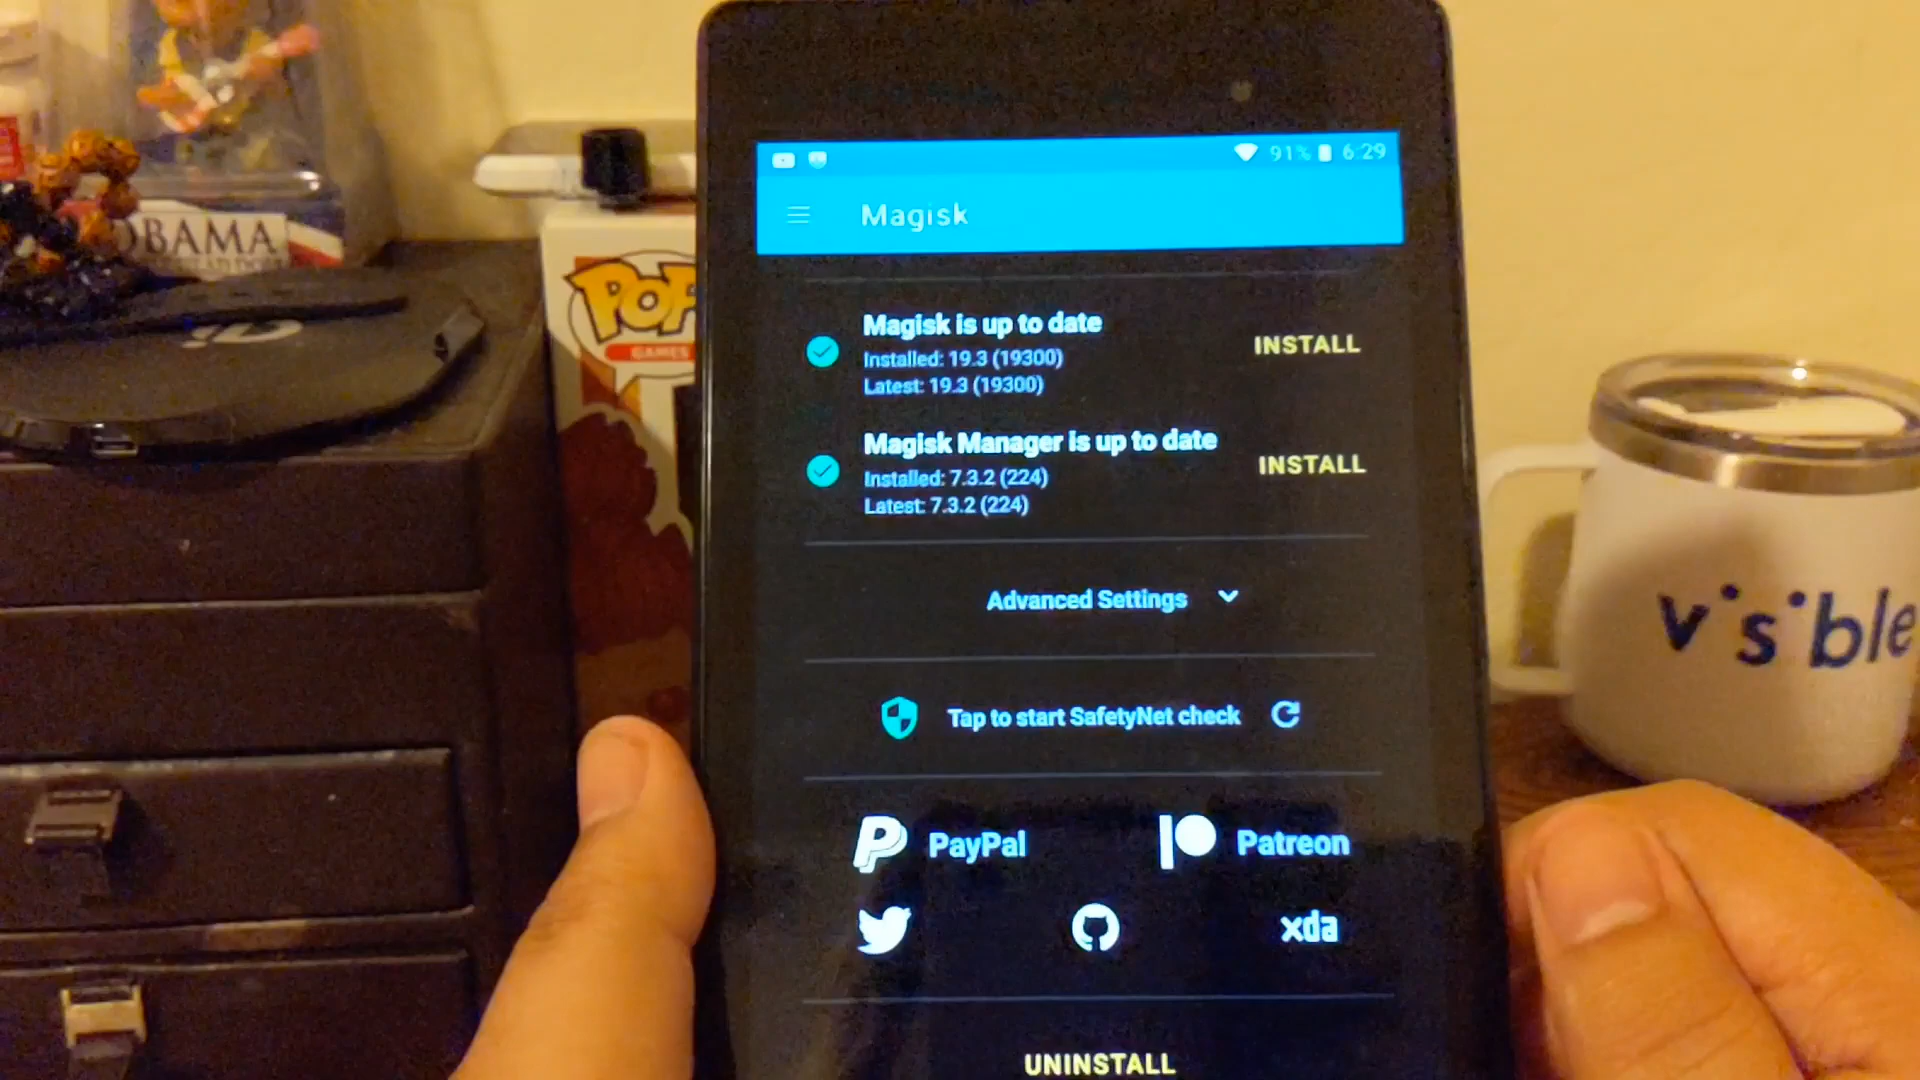 91% 6:29
Magisk
Magisk is up to date
Installed: 19.3 (19300)
Latest: 19.3 (19300)
INSTALL
Magisk Manager is up to date
Installed: 7.3.2 (224)
Latest: 7.3.2 (224)
INSTALL
Advanced Settings
Tap to start SafetyNet check
PayPal
Patreon
xda
UNINSTALL
OBAMA
POP
GAMES
visible